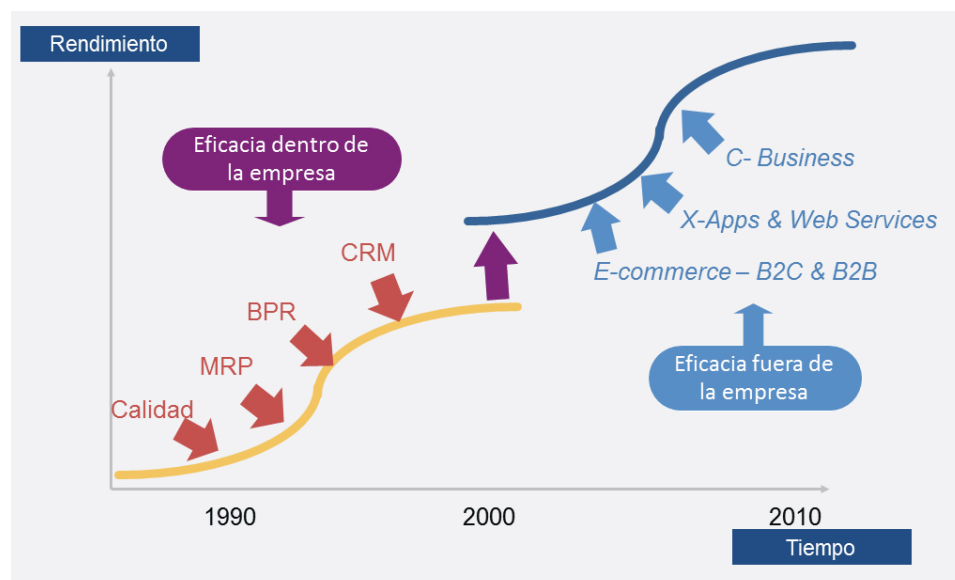 Rendimiento
Eficacia dentro de
la empresa
C- Business
X-Apps & Web Services
CRM
E-commerce – B2C & B2B
BPR
MRP
Eficacia fuera de
la empresa
Calidad
1990
2000
2010
Tiempo